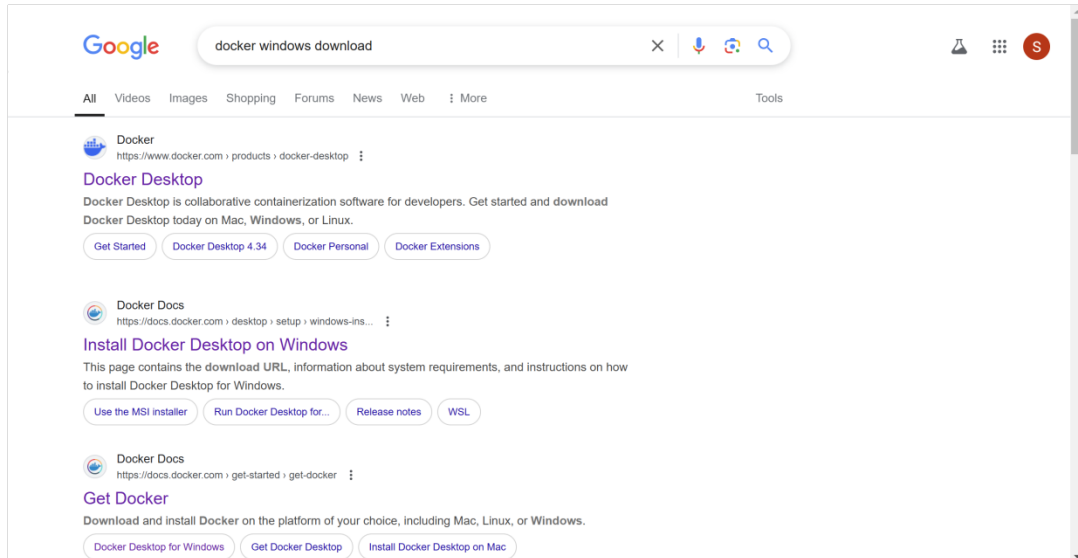 Google
docker windows download
S
All Videos Images Shopping Forums News Web More Tools
Docker
https://www.docker.com › products › docker-desktop
Docker Desktop
Docker Desktop is collaborative containerization software for developers. Get started and download
Docker Desktop today on Mac, Windows, or Linux.
Get Started Docker Desktop 4.34 Docker Personal Docker Extensions
Docker Docs
https://docs.docker.com › desktop › setup › windows-ins...
Install Docker Desktop on Windows
This page contains the download URL, information about system requirements, and instructions on how
to install Docker Desktop for Windows.
Use the MSI installer Run Docker Desktop for... Release notes WSL
Docker Docs
https://docs.docker.com › get-started › get-docker
Get Docker
Download and install Docker on the platform of your choice, including Mac, Linux, or Windows.
Docker Desktop for Windows Get Docker Desktop Install Docker Desktop on Mac